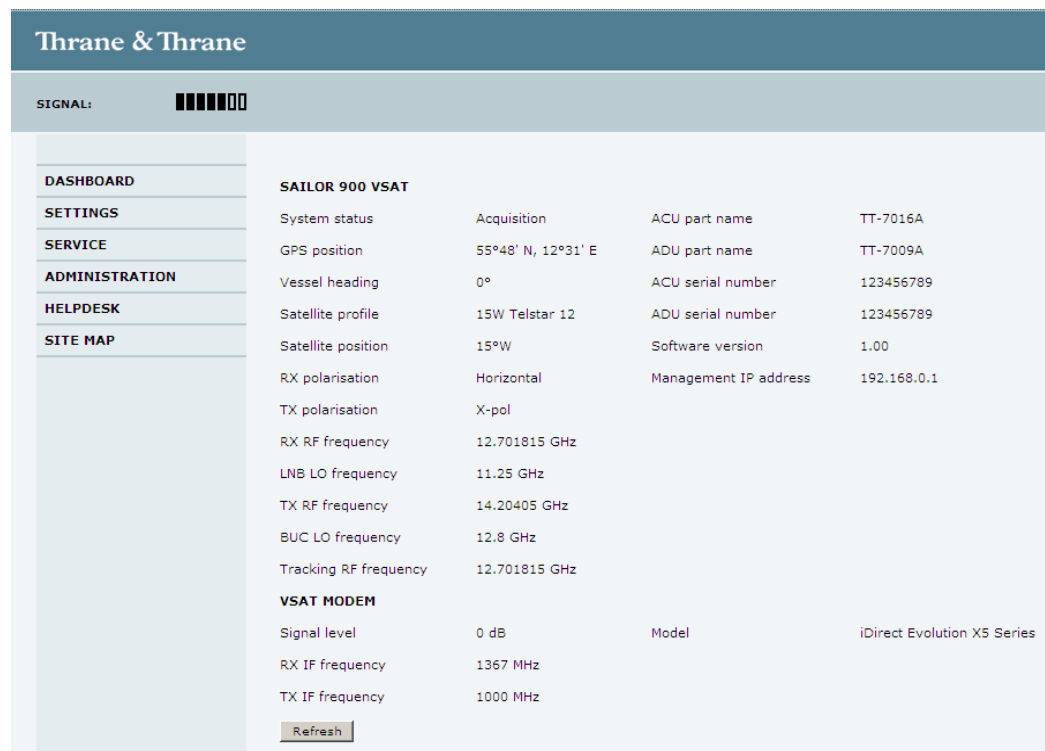 Thrane & Thrane
SIGNAL:
DASHBOARD
SETTINGS
SERVICE
ADMINISTRATION
HELPDESK
SITE MAP
SAILOR 900 VSAT
System status Acquisition ACU part name TT-7016A
GPS position 55°48' N, 12°31' E ADU part name TT-7009A
Vessel heading 0° ACU serial number 123456789
Satellite profile 15W Telstar 12 ADU serial number 123456789
Satellite position 15°W Software version 1.00
RX polarisation Horizontal Management IP address 192.168.0.1
TX polarisation X-pol
RX RF frequency 12.701815 GHz
LNB LO frequency 11.25 GHz
TX RF frequency 14.20405 GHz
BUC LO frequency 12.8 GHz
Tracking RF frequency 12.701815 GHz
VSAT MODEM
Signal level 0 dB Model iDirect Evolution X5 Series
RX IF frequency 1367 MHz
TX IF frequency 1000 MHz
Refresh